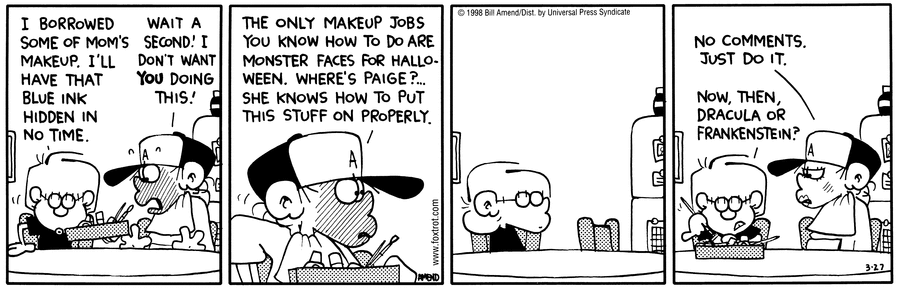 I BORROWED
SOME OF MOM'S
MAKEUP. I'LL
HAVE THAT
BLUE INK
HIDDEN IN
NO TIME.
WAIT A
SECOND! I
DON'T WANT
YOU DOING
THIS!
A
THE ONLY MAKEUP JOBS
YOU KNOW HOW TO DO ARE
MONSTER FACES FOR HALLO-
WEEN. WHERE'S PAIGE?...
SHE KNOWS HOW TO PUT
THIS STUFF ON PROPERLY.
A
www.foxtrot.com
AMEND
© 1998 Bill Amend/Dist. by Universal Press Syndicate
NO COMMENTS.
JUST DO IT.
NOW, THEN,
DRACULA OR
FRANKENSTEIN?
A
3-27